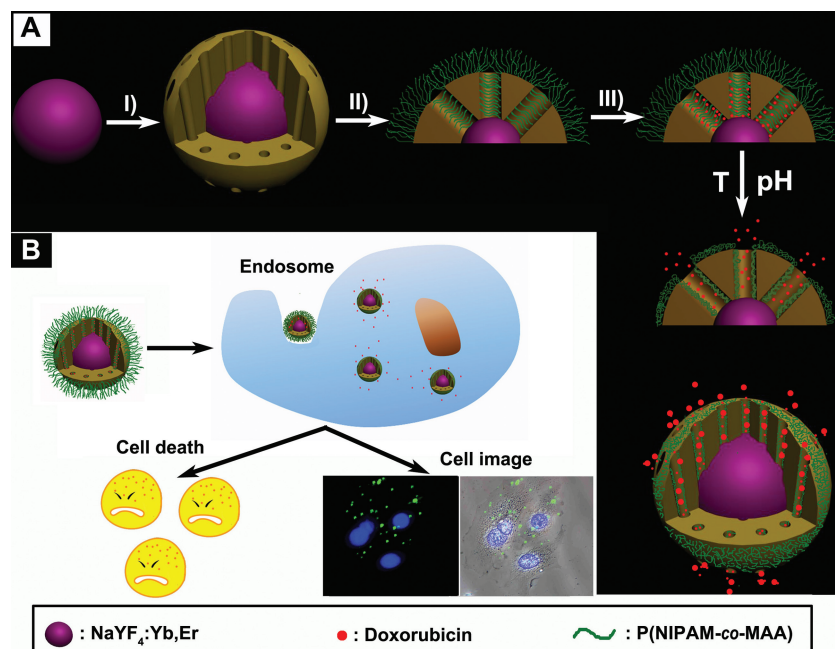 A
I)
II)
III)
T pH
B
Endosome
Cell death
Cell image
: NaYF₄:Yb,Er
: Doxorubicin
: P(NIPAM-co-MAA)